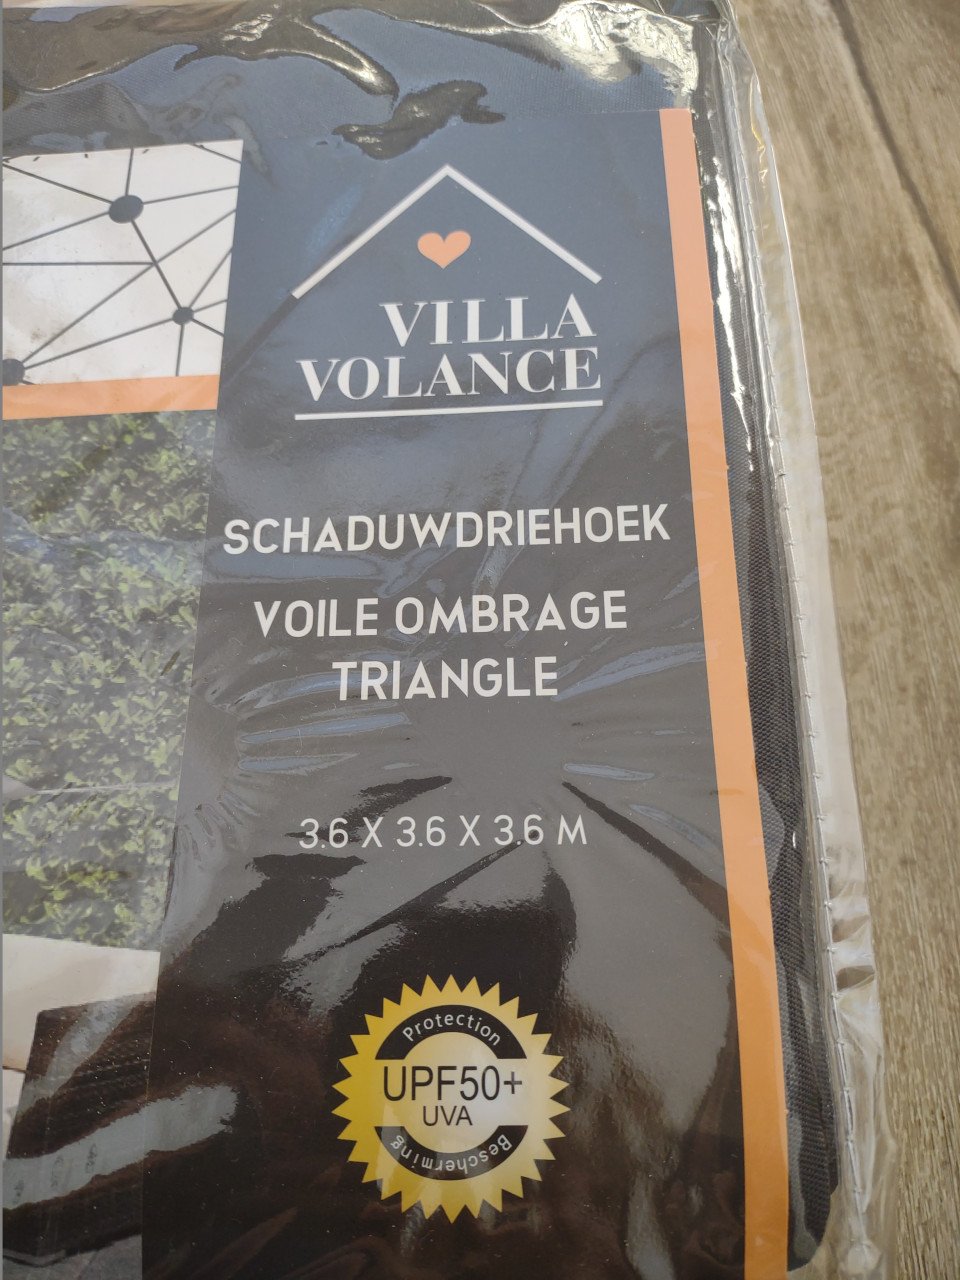 VILLA
VOLANCE
SCHADUWDRIEHOEK
VOILE OMBRAGE
TRIANGLE
3.6 X 3.6 X 3.6 M
Protection
UPF50+
UVA
Bescherming